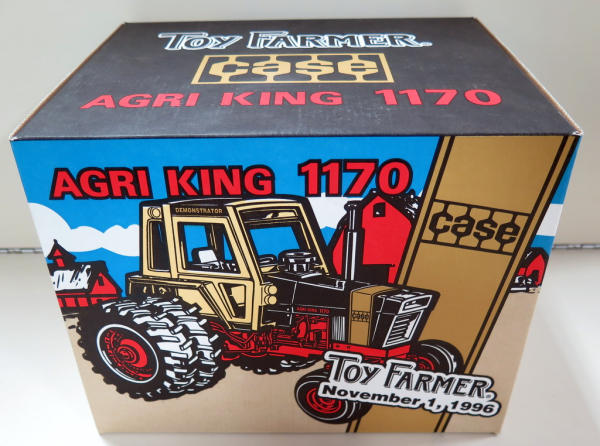 TOY FARMER®
case
AGRI KING 1170
AGRI KING 1170
DEMONSTRATOR
case
AGRI KING 1170
CASE
TOY FARMER®
November 1, 1996